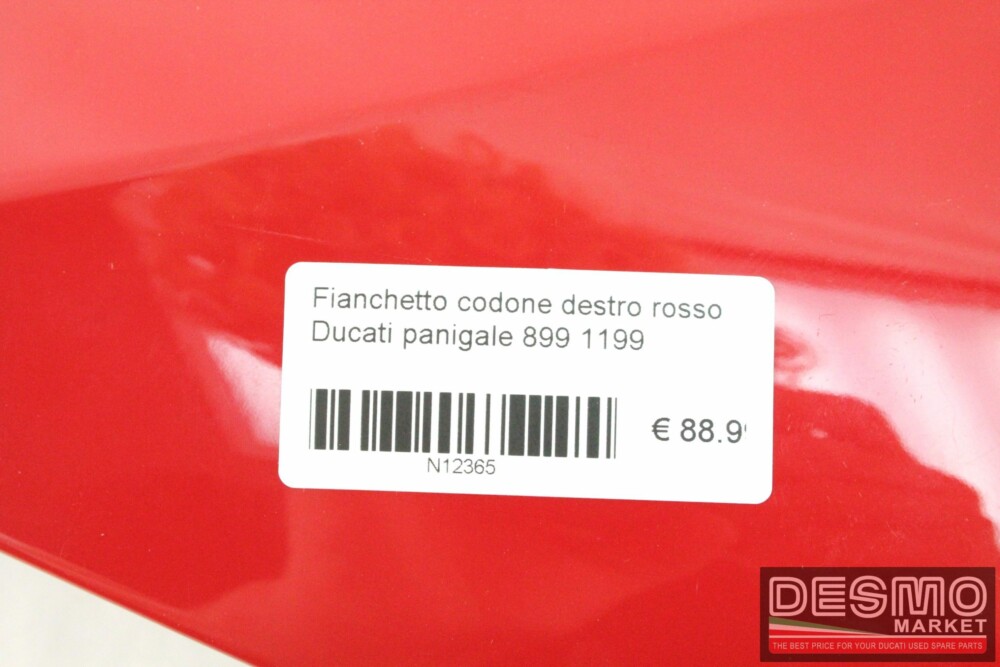 Fianchetto codone destro rosso
Ducati panigale 899 1199
€ 88.9
N12365
DESMO
MARKET
THE BEST PRICE FOR YOUR DUCATI USED SPARE PARTS